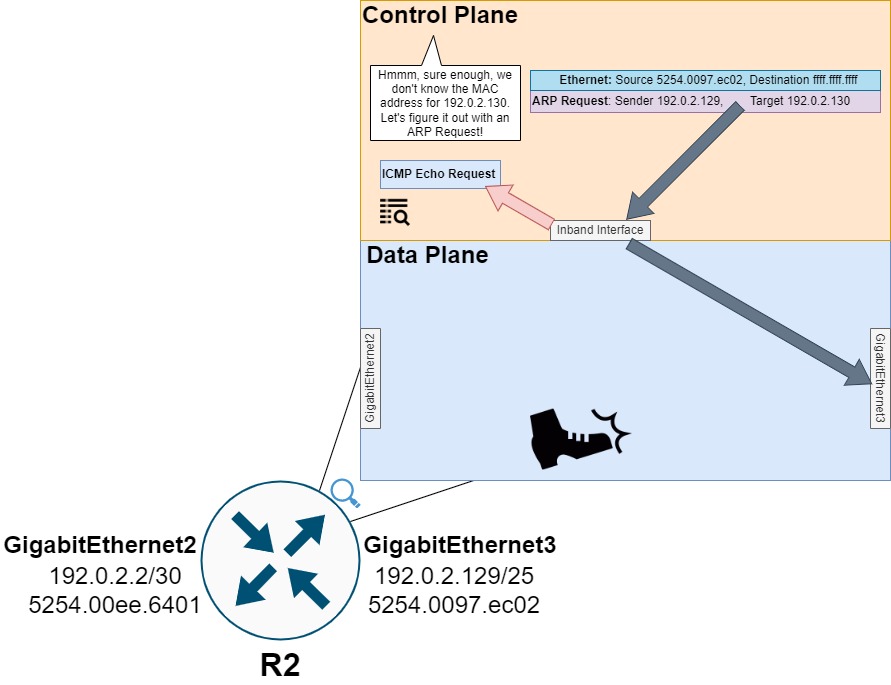 Control Plane
Hmmm, sure enough, we
don't know the MAC
address for 192.0.2.130.
Let's figure it out with an
ARP Request!
Ethernet: Source 5254.0097.ec02, Destination ffff.ffff.ffff
ARP Request: Sender 192.0.2.129, Target 192.0.2.130
ICMP Echo Request
Inband Interface
Data Plane
GigabitEthernet2
GigabitEthernet3
GigabitEthernet2
192.0.2.2/30
5254.00ee.6401
GigabitEthernet3
192.0.2.129/25
5254.0097.ec02
R2